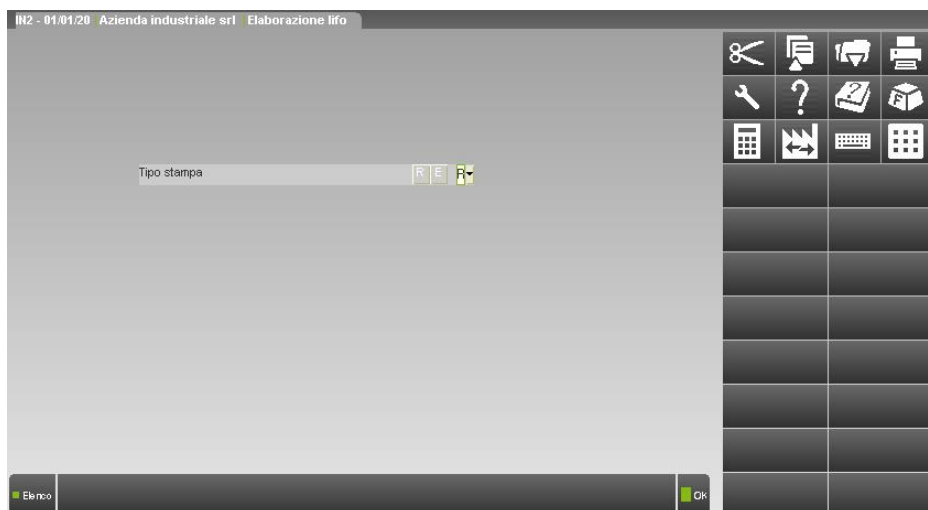 IN2 - 01/01/20 Azienda industriale srl Elaborazione lifo
Tipo stampa R E R
Elenco
Ok